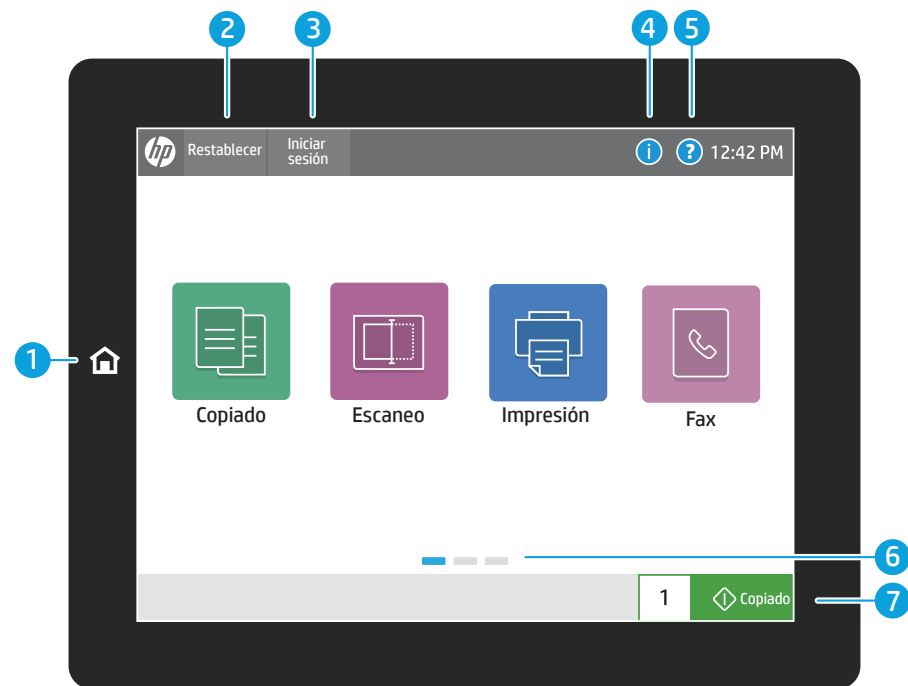 2 3 4 5
hp Restablecer Iniciar sesión i ? 12:42 PM
1
Copiado Escaneo Impresión Fax
6
1 Copiado 7